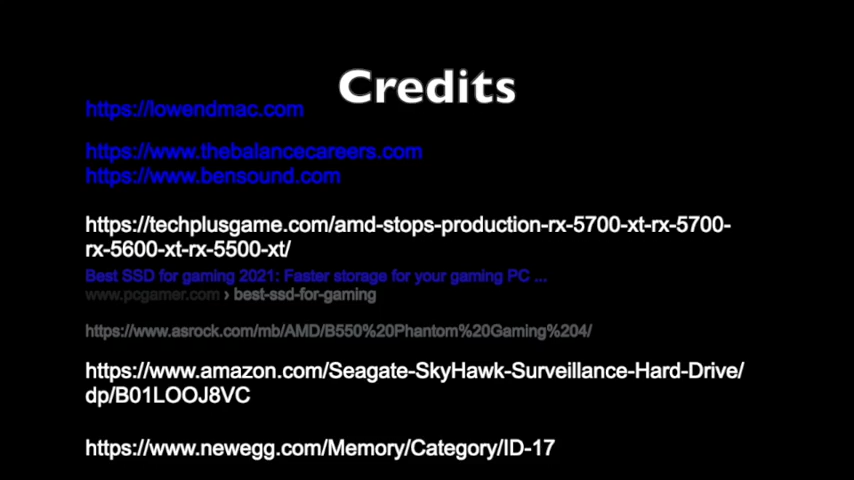 Credits
https://lowendmac.com
https://www.thebalancecareers.com
https://www.bensound.com
https://techplusgame.com/amd-stops-production-rx-5700-xt-rx-5700-
rx-5600-xt-rx-5500-xt/
Best SSD for gaming 2021: Faster storage for your gaming PC ...
www.pcgamer.com › best-ssd-for-gaming
https://www.asrock.com/mb/AMD/B550%20Phantom%20Gaming%204/
https://www.amazon.com/Seagate-SkyHawk-Surveillance-Hard-Drive/
dp/B01LOOJ8VC
https://www.newegg.com/Memory/Category/ID-17